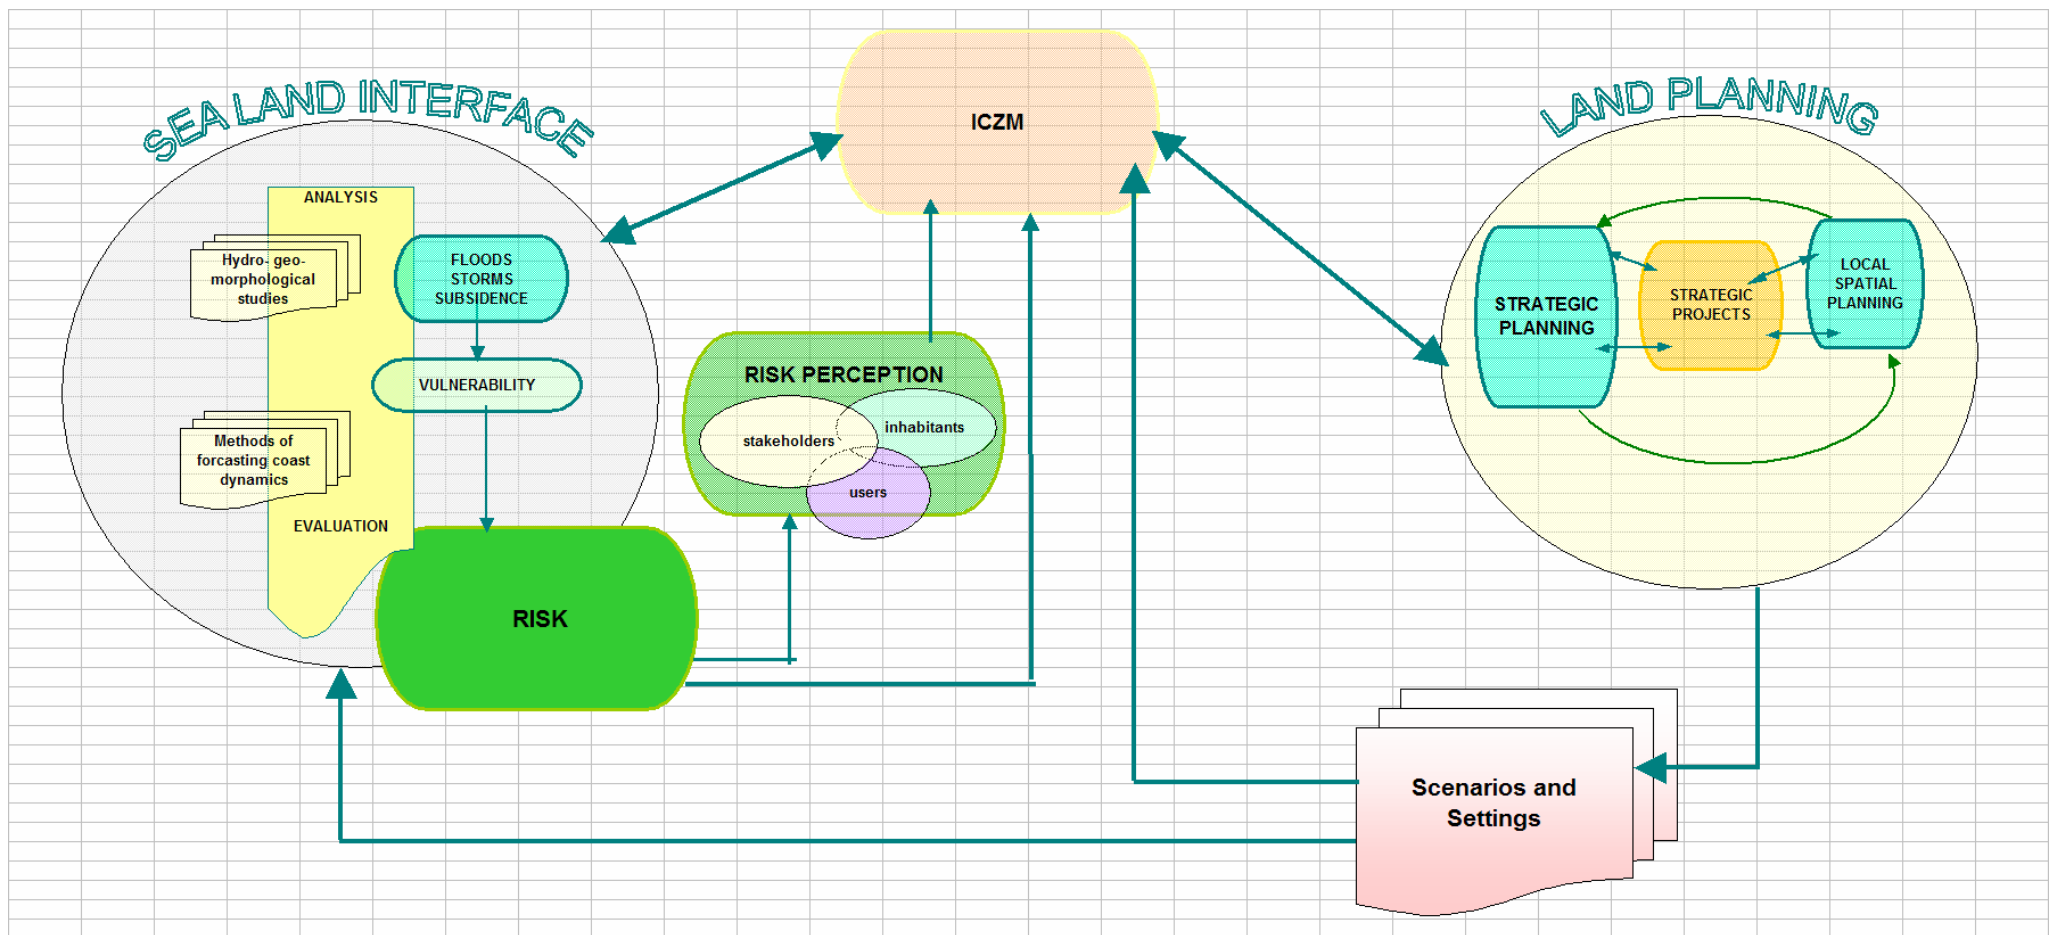 SEA LAND INTERFACE
ICZM
LAND PLANNING
ANALYSIS
Hydro- geo-
morphological
studies
FLOODS
STORMS
SUBSIDENCE
VULNERABILITY
Methods of
forcasting coast
dynamics
EVALUATION
RISK
RISK PERCEPTION
stakeholders
inhabitants
users
STRATEGIC
PLANNING
STRATEGIC
PROJECTS
LOCAL
SPATIAL
PLANNING
Scenarios and
Settings